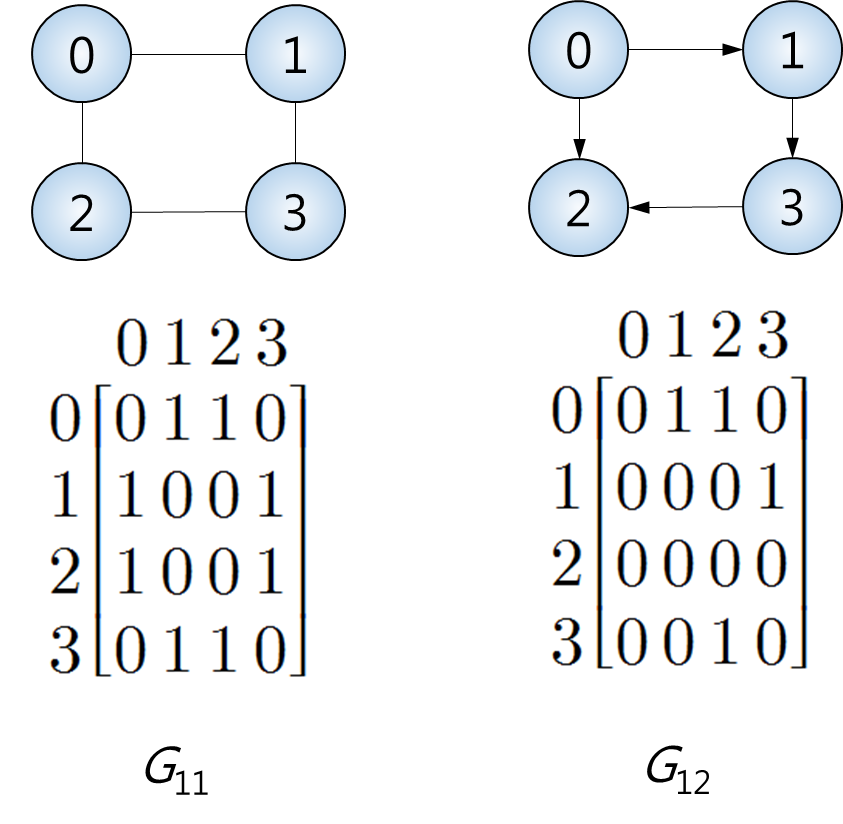 0 1
2 3
0 1 2 3
0 [0 1 1 0]
1 [1 0 0 1]
2 [1 0 0 1]
3 [0 1 1 0]
G11
0 1
2 3
0 1 2 3
0 [0 1 1 0]
1 [0 0 0 1]
2 [0 0 0 0]
3 [0 0 1 0]
G12